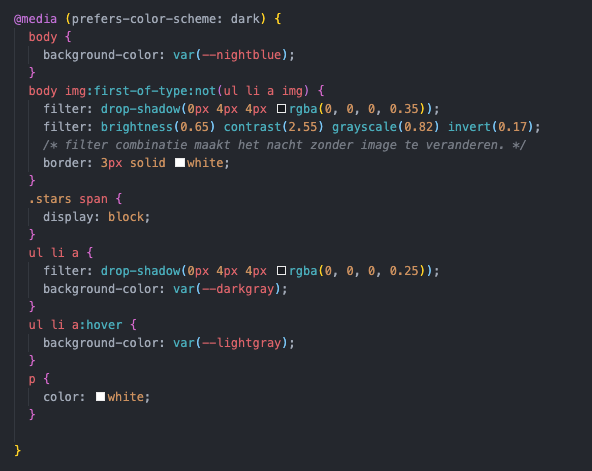 @media (prefers-color-scheme: dark) {
  body {
    background-color: var(--nightblue);
  }
  body img:first-of-type:not(ul li a img) {
    filter: drop-shadow(0px 4px 4px rgba(0, 0, 0, 0.35));
    filter: brightness(0.65) contrast(2.55) grayscale(0.82) invert(0.17);
    /* filter combinatie maakt het nacht zonder image te veranderen. */
    border: 3px solid white;
  }
  .stars span {
    display: block;
  }
  ul li a {
    filter: drop-shadow(0px 4px 4px rgba(0, 0, 0, 0.25));
    background-color: var(--darkgray);
  }
  ul li a:hover {
    background-color: var(--lightgray);
  }
  p {
    color: white;
  }

}